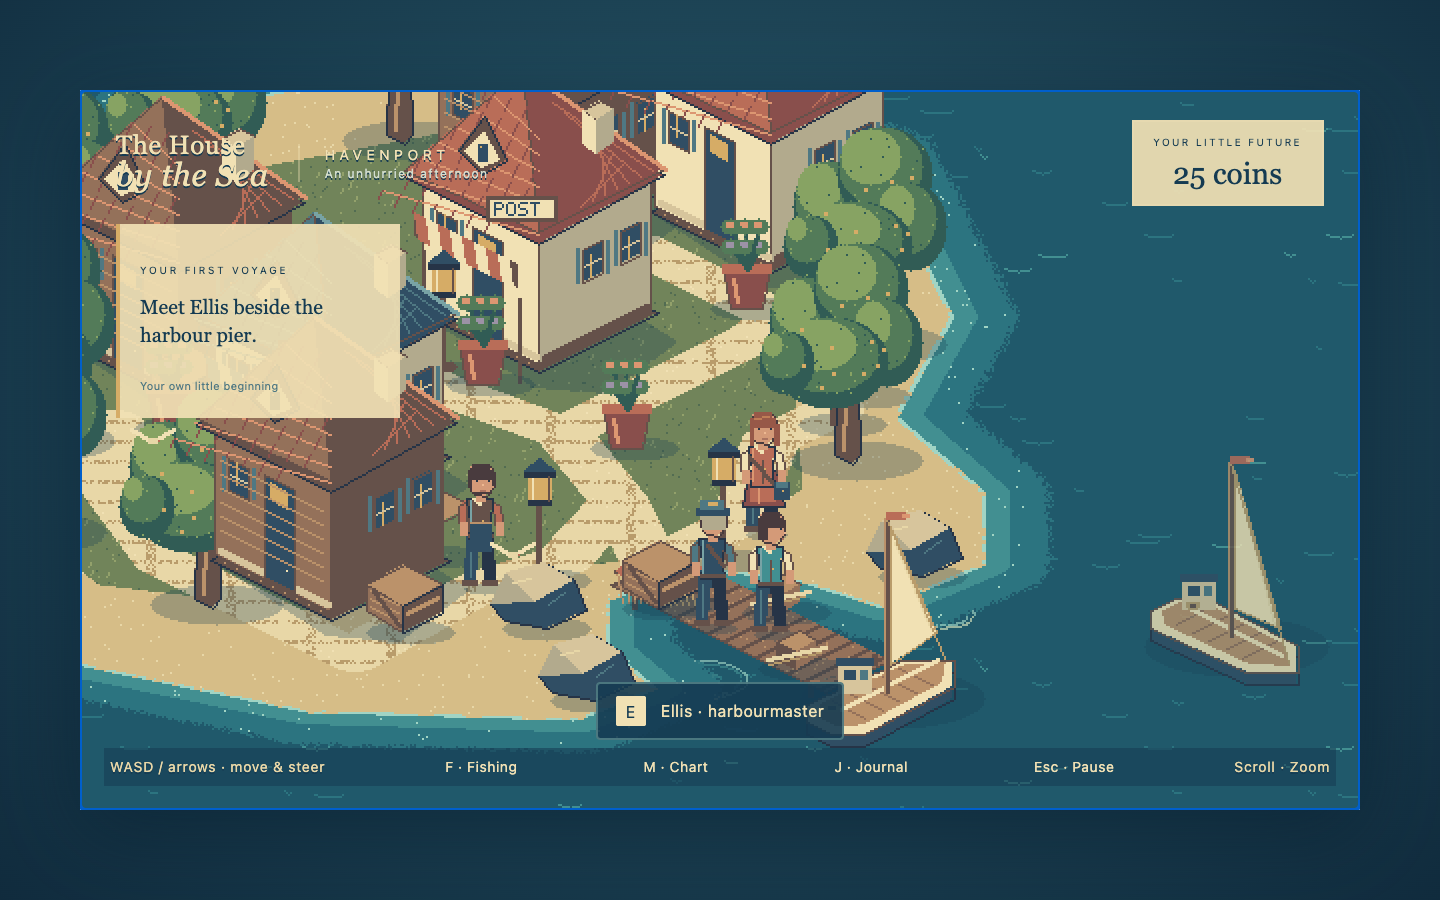 The House
by the Sea
HAVENPORT
An unhurried afternoon
YOUR LITTLE FUTURE
25 coins
POST
YOUR FIRST VOYAGE
Meet Ellis beside the
harbour pier.
Your own little beginning
E Ellis · harbourmaster
WASD / arrows · move & steer F · Fishing M · Chart J · Journal Esc · Pause Scroll · Zoom